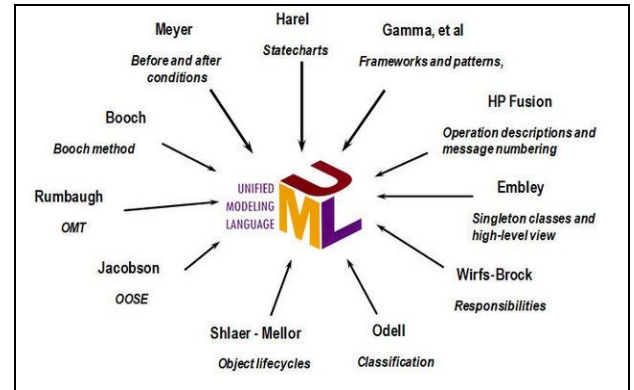 Harel
Statecharts
Meyer
Before and after
conditions
Gamma, et al
Frameworks and patterns,
HP Fusion
Operation descriptions and
message numbering
Booch
Booch method
Embley
Singleton classes and
high-level view
Rumbaugh
OMT
UNIFIED
MODELING
LANGUAGE
UML
Jacobson
OOSE
Wirfs-Brock
Responsibilities
Shlaer - Mellor
Object lifecycles
Odell
Classification